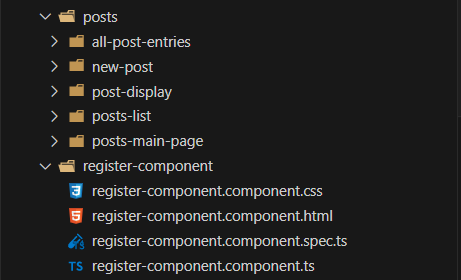 posts
all-post-entries
new-post
post-display
posts-list
posts-main-page
register-component
register-component.component.css
register-component.component.html
register-component.component.spec.ts
TS register-component.component.ts